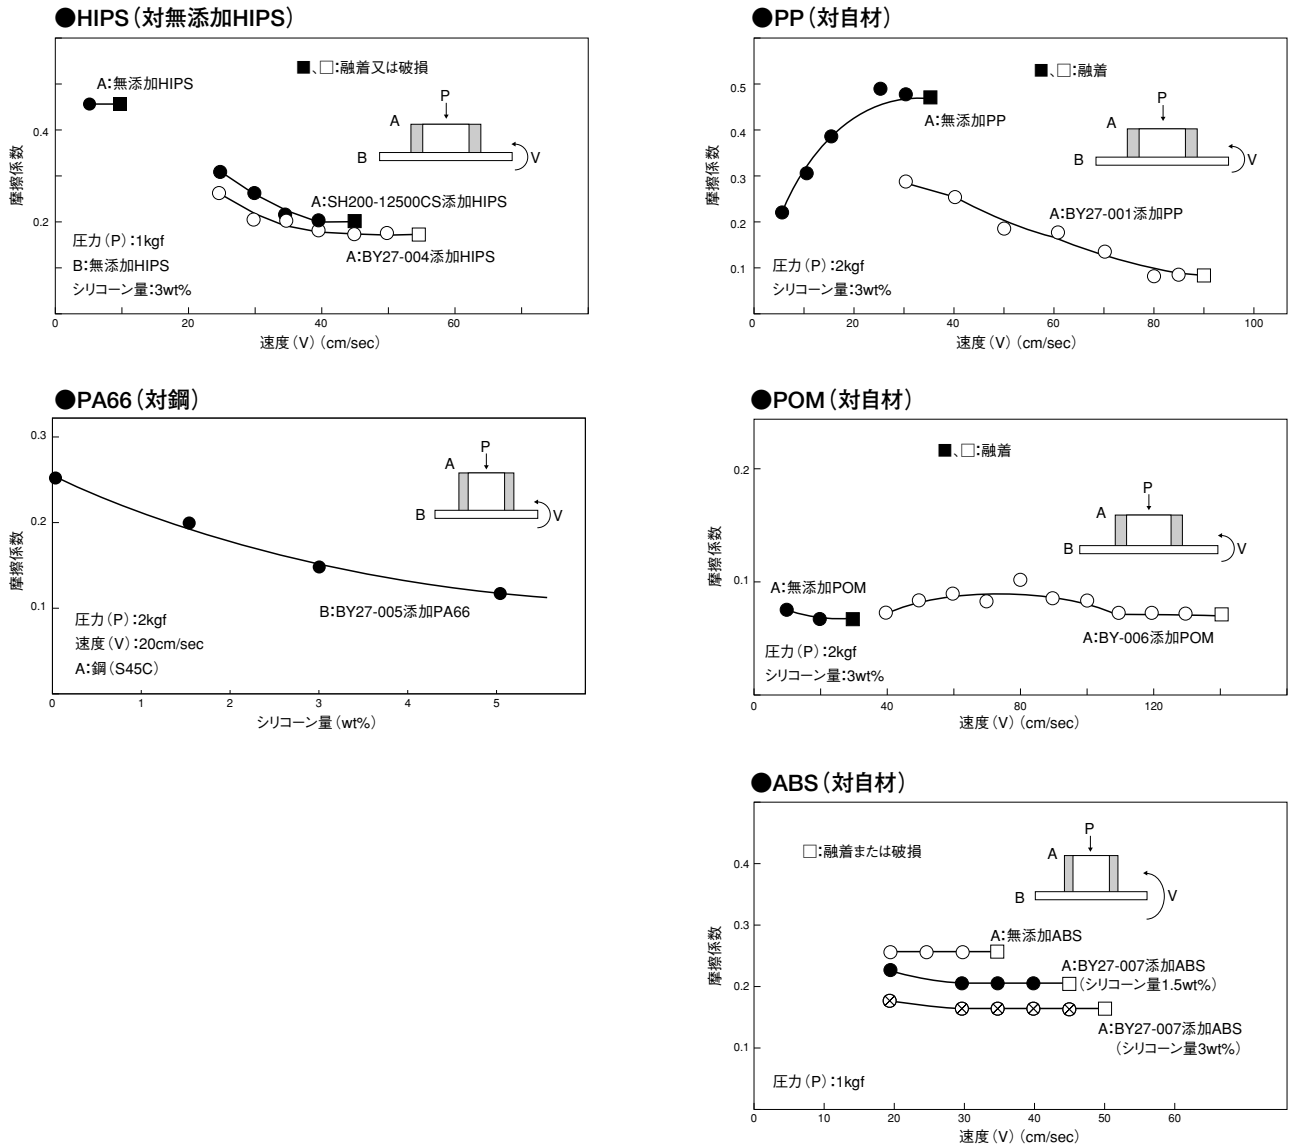 ●HIPS(対無添加HIPS)
■、□:融着又は破損
A:無添加HIPS
P
A
B
V
0.4
0.2
摩擦係数
A:SH200-12500CS添加HIPS
A:BY27-004添加HIPS
圧力(P):1kgf
B:無添加HIPS
シリコーン量:3wt%
0 20 40 60
速度(V)(cm/sec)
●PP(対自材)
■、□:融着
0.5
0.4
0.3
0.2
0.1
摩擦係数
P
A
B
V
A:無添加PP
A:BY27-001添加PP
圧力(P):2kgf
シリコーン量:3wt%
0 20 40 60 80 100
速度(V)(cm/sec)
●PA66(対鋼)
0.3
0.2
0.1
摩擦係数
P
A
B
V
B:BY27-005添加PA66
圧力(P):2kgf
速度(V):20cm/sec
A:鋼(S45C)
0 1 2 3 4 5
シリコーン量(wt%)
●POM(対自材)
■、□:融着
0.2
0.1
摩擦係数
P
A
B
V
A:無添加POM
A:BY-006添加POM
圧力(P):2kgf
シリコーン量:3wt%
0 40 80 120
速度(V)(cm/sec)
●ABS(対自材)
□:融着または破損
0.4
0.3
0.2
0.1
摩擦係数
P
A
B
V
A:無添加ABS
A:BY27-007添加ABS
(シリコーン量1.5wt%)
A:BY27-007添加ABS
(シリコーン量3wt%)
圧力(P):1kgf
0 10 20 30 40 50 60
速度(V)(cm/sec)